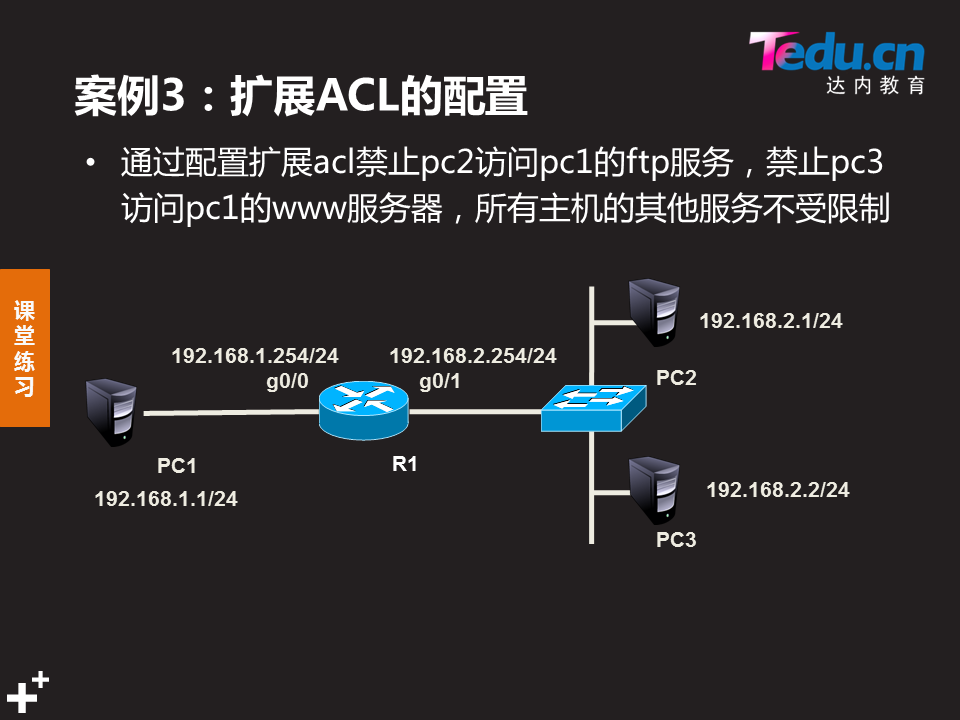 Tedu.cn
达内教育
案例3：扩展ACL的配置
• 通过配置扩展acl禁止pc2访问pc1的ftp服务，禁止pc3
访问pc1的www服务器，所有主机的其他服务不受限制
课
堂
练
习
192.168.1.254/24
g0/0
192.168.2.254/24
g0/1
192.168.2.1/24
PC2
PC1
192.168.1.1/24
R1
192.168.2.2/24
PC3